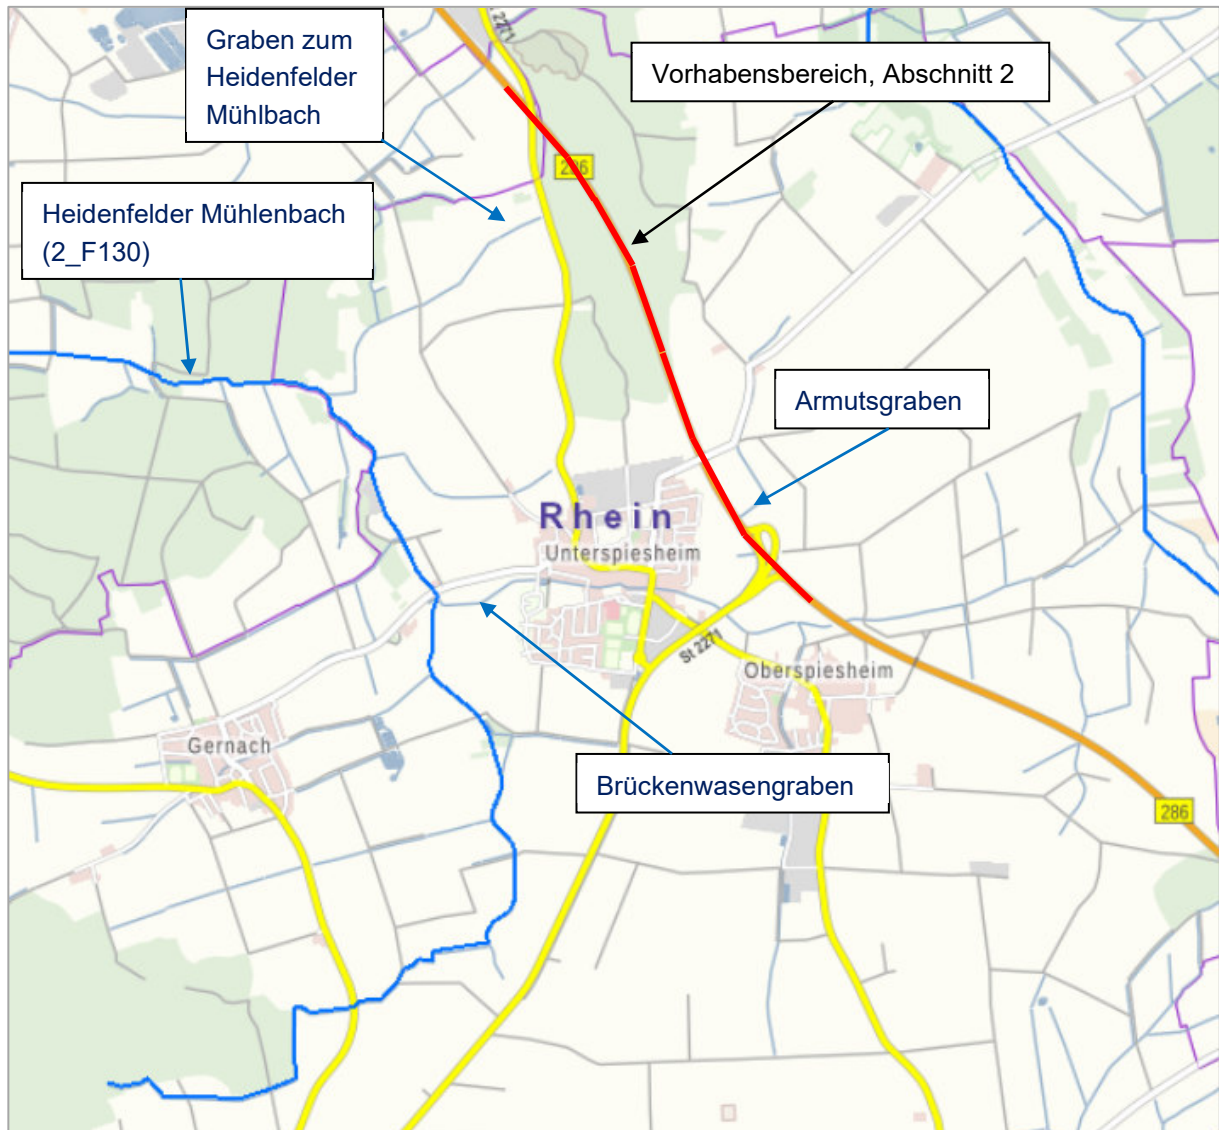 2271
Graben zum
Heidenfelder
Mühlbach
Vorhabensbereich, Abschnitt 2
286
Heidenfelder Mühlenbach
(2_F130)
Armutsgraben
Rhein
Unterspiesheim
St 2271
Oberspiesheim
Gernach
Brückenwasengraben
286